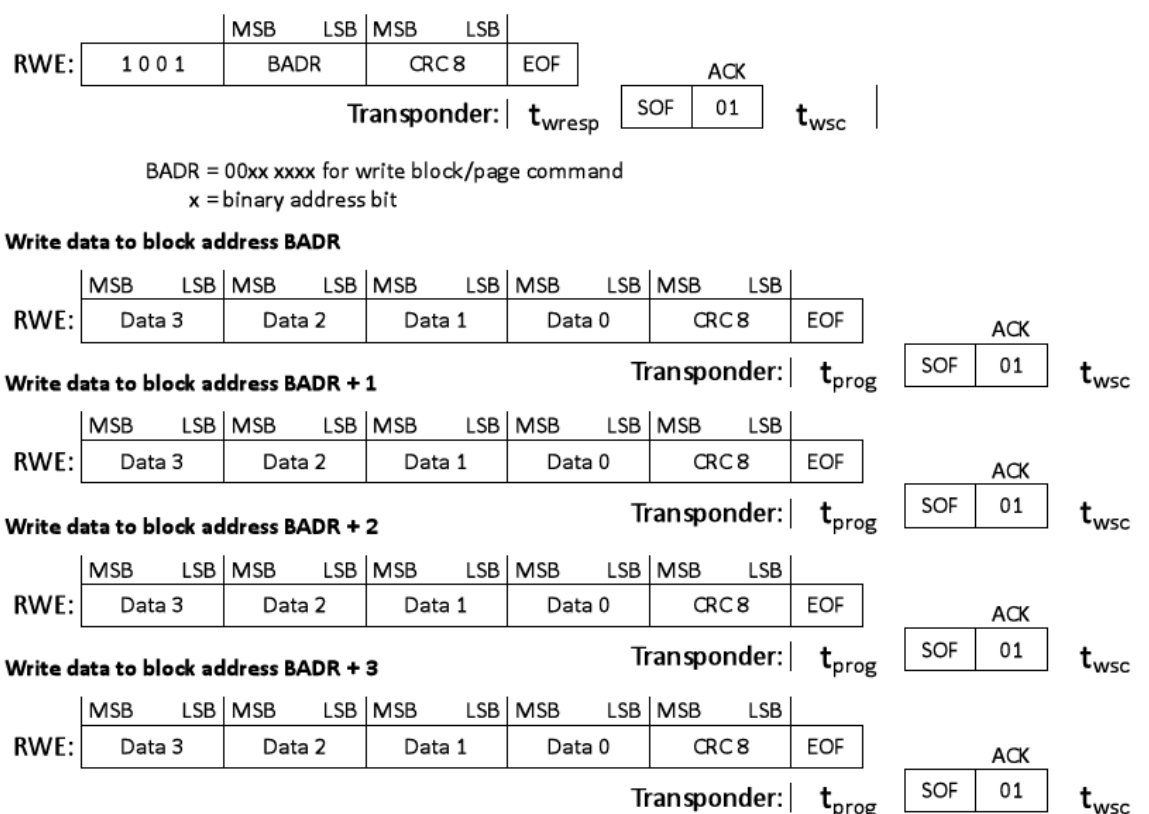 MSB LSB MSB LSB
RWE: 1 0 0 1 BADR CRC 8 EOF
ACK
Transponder: twresp SOF 01 twsc
BADR = 00xx xxxx for write block/page command
x = binary address bit
Write data to block address BADR
MSB LSB MSB LSB MSB LSB MSB LSB MSB LSB
RWE: Data 3 Data 2 Data 1 Data 0 CRC 8 EOF
ACK
Transponder: tprog SOF 01 twsc
Write data to block address BADR + 1
MSB LSB MSB LSB MSB LSB MSB LSB MSB LSB
RWE: Data 3 Data 2 Data 1 Data 0 CRC 8 EOF
ACK
Transponder: tprog SOF 01 twsc
Write data to block address BADR + 2
MSB LSB MSB LSB MSB LSB MSB LSB MSB LSB
RWE: Data 3 Data 2 Data 1 Data 0 CRC 8 EOF
ACK
Transponder: tprog SOF 01 twsc
Write data to block address BADR + 3
MSB LSB MSB LSB MSB LSB MSB LSB MSB LSB
RWE: Data 3 Data 2 Data 1 Data 0 CRC 8 EOF
ACK
Transponder: tprog SOF 01 twsc